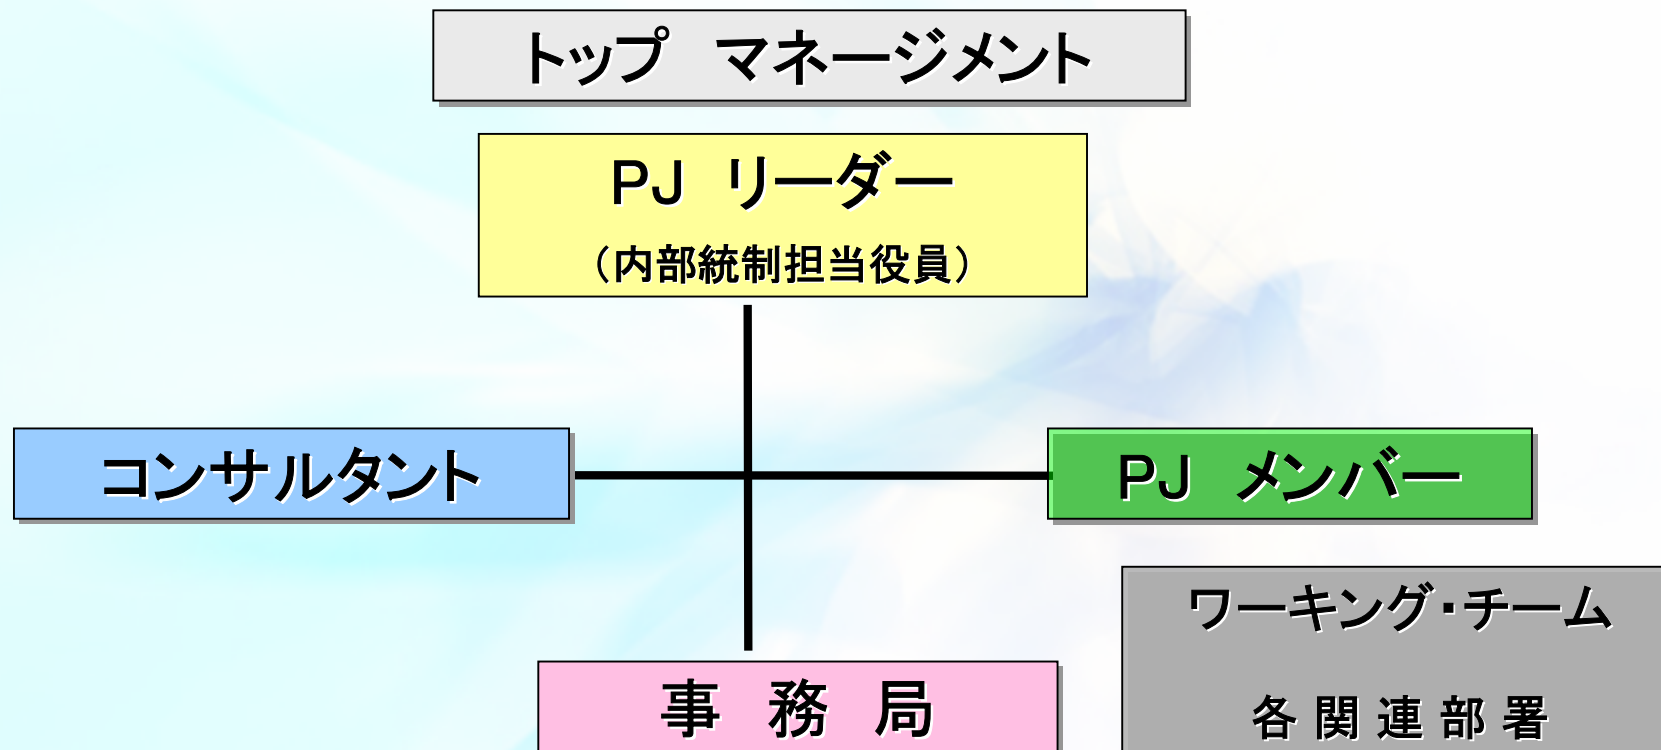 トップ　マネージメント
PJ　リーダー
（内部統制担当役員）
コンサルタント
PJ　メンバー
ワーキング・チーム
事　務　局
各 関 連 部 署